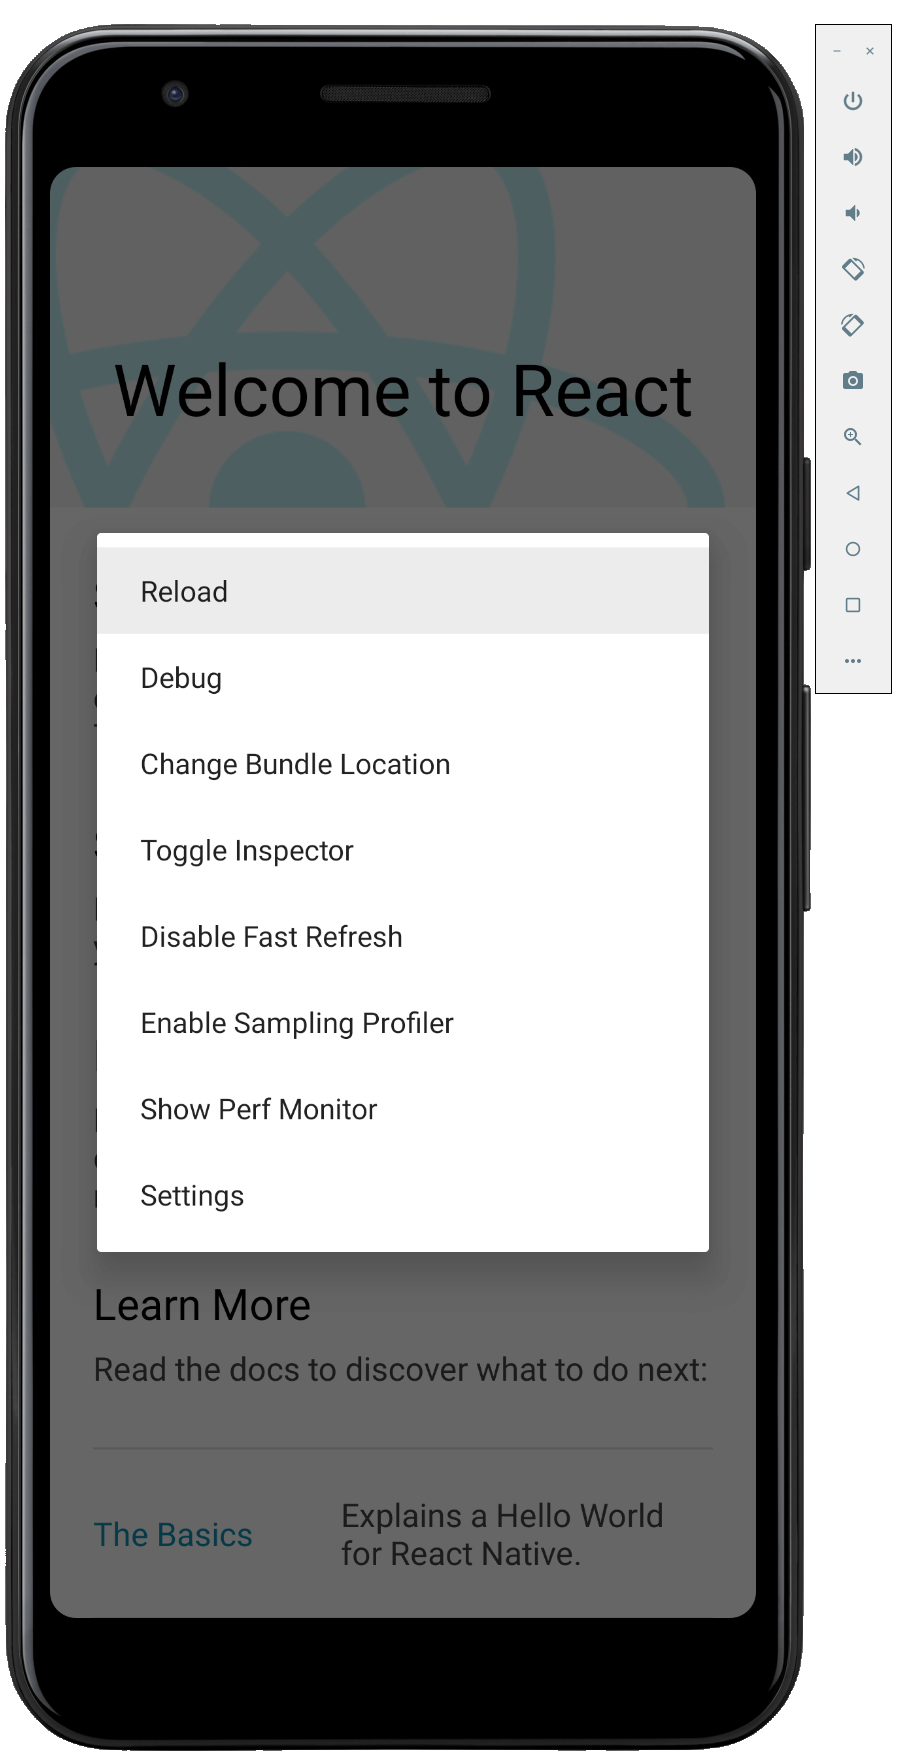 Welcome to React
Reload
Debug
Change Bundle Location
Toggle Inspector
Disable Fast Refresh
Enable Sampling Profiler
Show Perf Monitor
Settings
Learn More
Read the docs to discover what to do next:
The Basics
Explains a Hello World
for React Native.